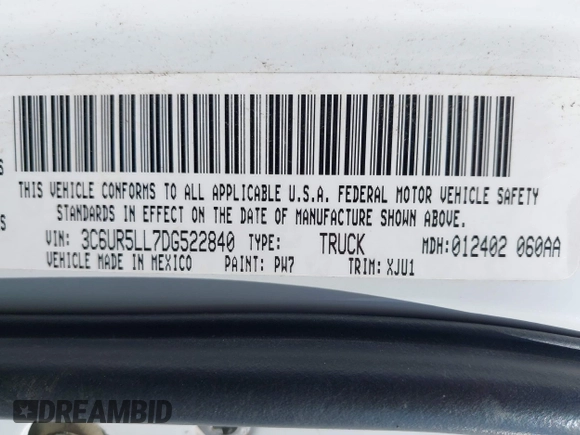 S
THIS VEHICLE CONFORMS TO ALL APPLICABLE U.S.A. FEDERAL MOTOR VEHICLE SAFETY
S
STANDARDS IN EFFECT ON THE DATE OF MANUFACTURE SHOWN ABOVE.
VIN: 3C6UR5LL7DG522840 TYPE: TRUCK MDH: 012402 060AA
VEHICLE MADE IN MEXICO PAINT: PW7 TRIM: XJU1
DREAMBID